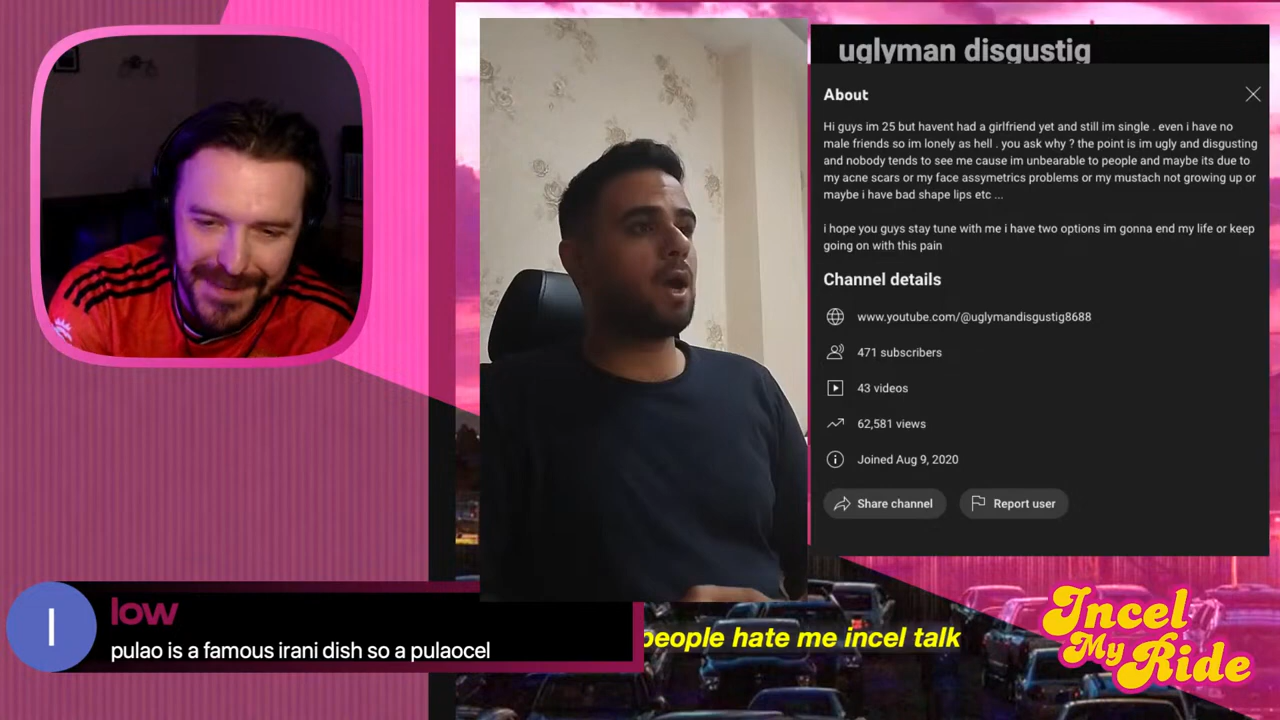 uglyman disgustig
About
Hi guys im 25 but havent had a girlfriend yet and still im single . even i have no
male friends so im lonely as hell . you ask why ? the point is im ugly and disgusting
and nobody tends to see me cause im unbearable to people and maybe its due to
my acne scars or my face assymetrics problems or my mustach not growing up or
maybe i have bad shape lips etc ...
i hope you guys stay tune with me i have two options im gonna end my life or keep
going on with this pain
Channel details
www.youtube.com/@uglymandisgustig8688
471 subscribers
43 videos
62,581 views
Joined Aug 9, 2020
Share channel
Report user
l
low
pulao is a famous irani dish so a pulaocel
people hate me incel talk
Incel
My
Ride